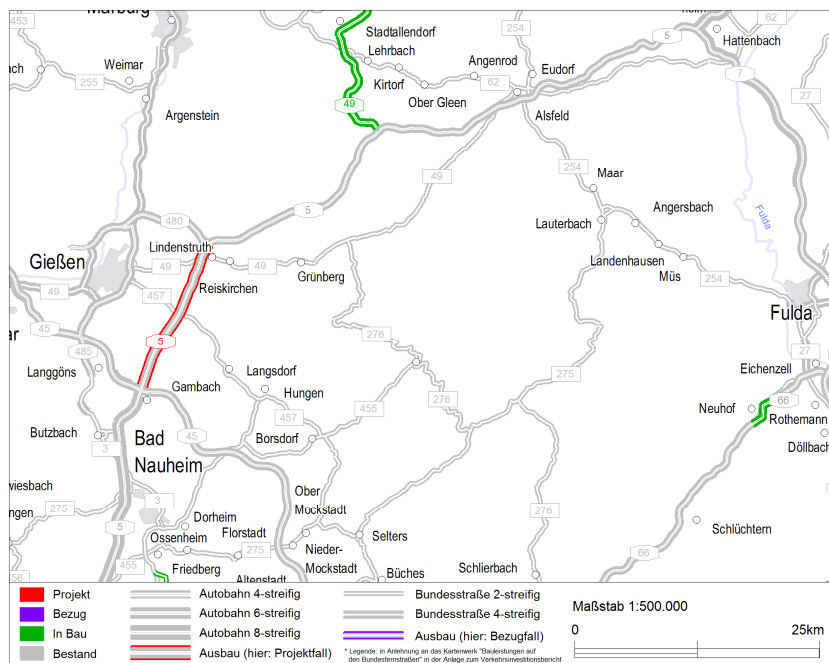 Marburg
453
Weimar
255
Argenstein
Stadtallendorf
Lehrbach
Kirtorf
Ober Gleen
Angenrod
62
254
Eudorf
Alsfeld
5
62
Hattenbach
7
27
49
49
254
Maar
Lauterbach
Angersbach
Landenhausen
Müs
254
Fulda
Fulda
27
Eichenzell
66
Neuhof
Rothemann
Döllbach
480
5
Lindenstruth
Gießen
49
49
Grünberg
Reiskirchen
49
457
45
ar
485
5
Langgöns
Gambach
Langsdorf
Hungen
276
275
276
455
457
Borsdorf
45
Butzbach
3
Bad
Nauheim
Ober
Mockstadt
wiesbach
275
ngen
3
5
Dorheim
Ossenheim
Florstadt
275
Friedberg
455
Altenstadt
Nieder-
Mockstadt
Selters
Büches
Schlierbach
276
Schlüchtern
66
Projekt
Bezug
In Bau
Bestand
Autobahn 4-streifig
Autobahn 6-streifig
Autobahn 8-streifig
Ausbau (hier: Projektfall)
Bundesstraße 2-streifig
Bundesstraße 4-streifig
Ausbau (hier: Bezugfall)
* Legende: in Anlehnung an das Kartenwerk "Bauleistungen auf
den Bundesfernstraßen" in der Anlage zum Verkehrsinvestitionsbericht
Maßstab 1:500.000
0
25km